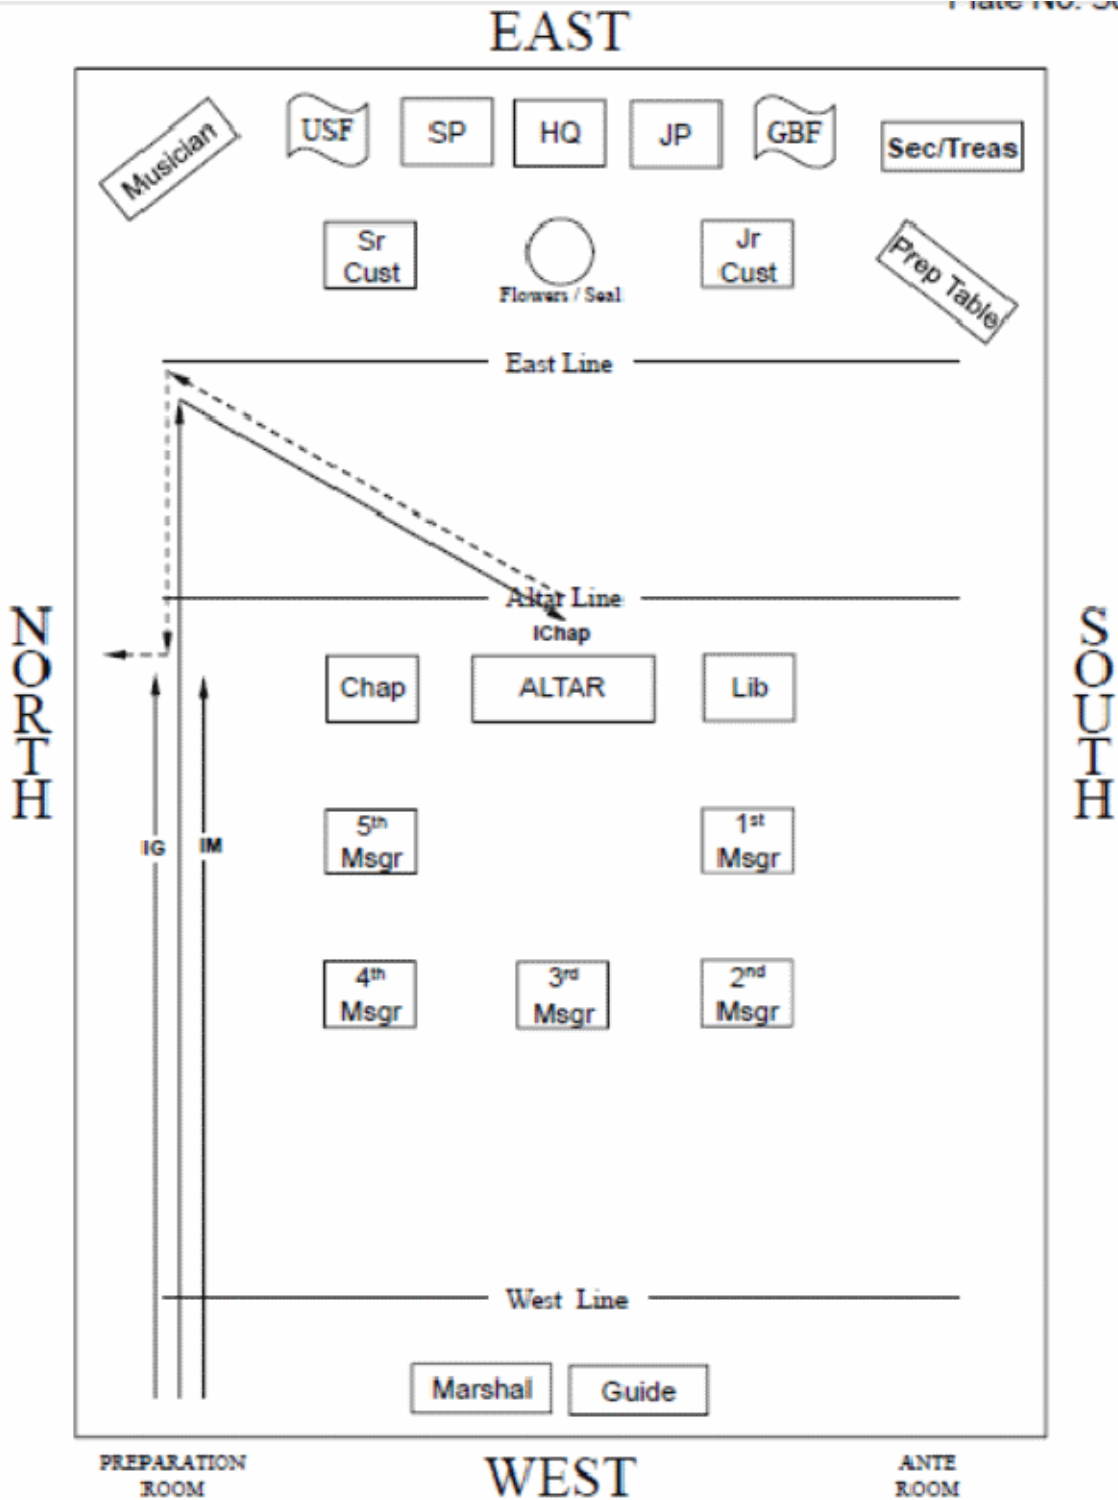 Plate No.
EAST
Musician
USF
SP
HQ
JP
GBF
Sec/Treas
Sr
Cust
Flowers / Seal
Jr
Cust
Prep Table
East Line
Altar Line
IChap
NORTH
SOUTH
Chap
ALTAR
Lib
IG
IM
5th
Msgr
1st
Msgr
4th
Msgr
3rd
Msgr
2nd
Msgr
West Line
Marshal
Guide
PREPARATION
ROOM
WEST
ANTE
ROOM